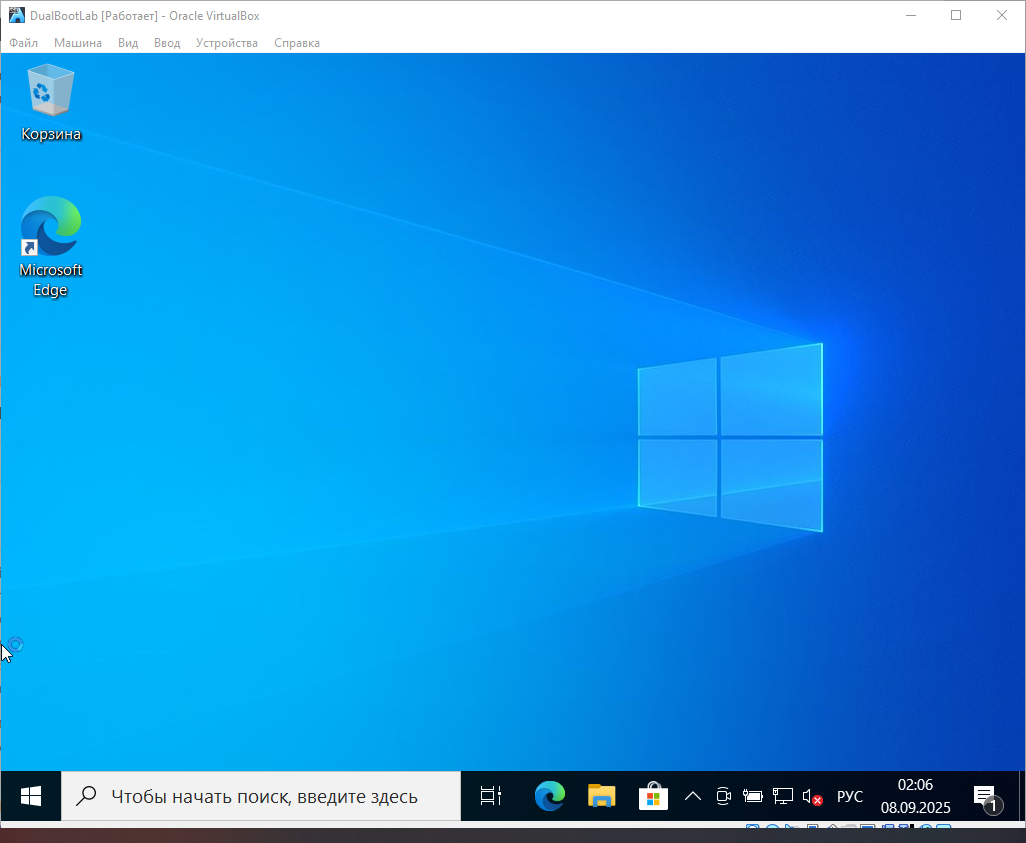 DualBootLab [Работает] - Oracle VirtualBox
Файл Машина Вид Ввод Устройства Справка
Корзина
Microsoft
Edge
Чтобы начать поиск, введите здесь
РУС
02:06
08.09.2025
1